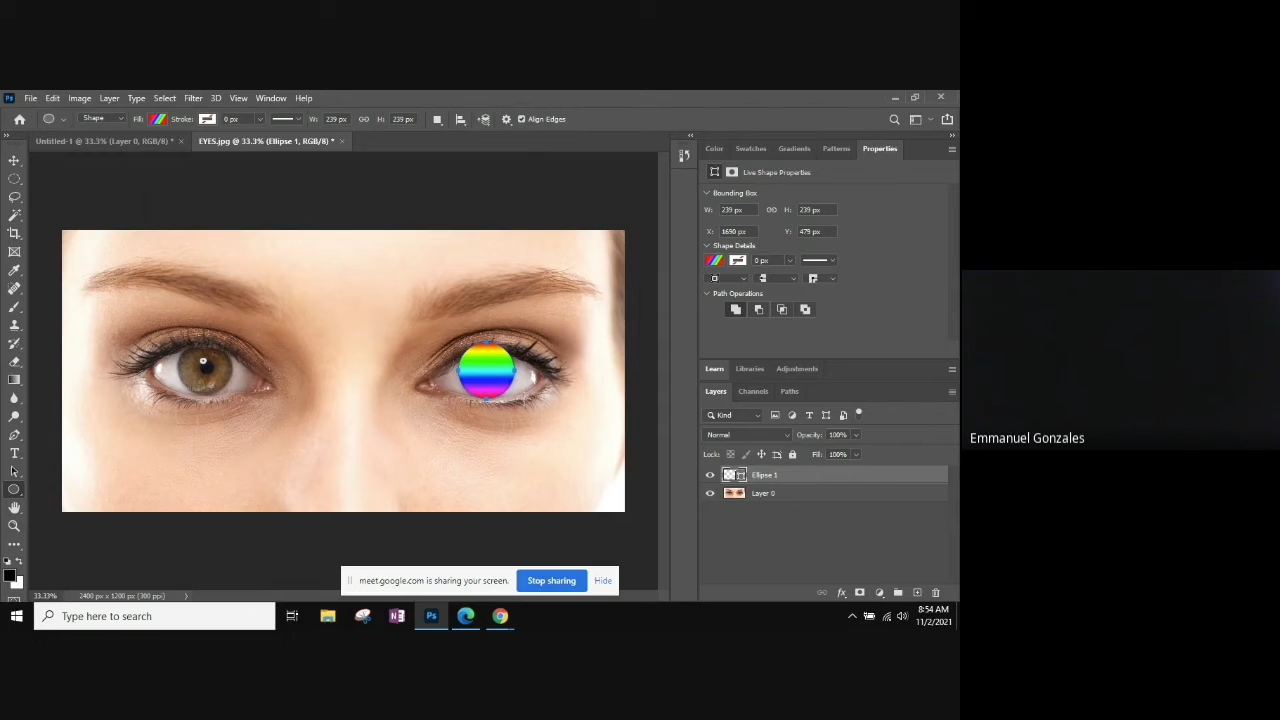 Ps File Edit Image Layer Type Select Filter 3D View Window Help
Shape Fill: Stroke: 0 px W: 239 px H: 239 px Align Edges
Untitled-1 @ 33.3% (Layer 0, RGB/8) * × EYES.jpg @ 33.3% (Ellipse 1, RGB/8) * ×
Color Swatches Gradients Patterns Properties
Live Shape Properties
Bounding Box
W: 239 px H: 239 px
X: 1690 px Y: 479 px
Shape Details
0 px
Path Operations
Learn Libraries Adjustments
Layers Channels Paths
Kind
Normal Opacity: 100%
Lock: Fill: 100%
Ellipse 1
Layer 0
Emmanuel Gonzales
meet.google.com is sharing your screen. Stop sharing Hide
33.33% 2400 px x 1200 px (300 ppi)
Type here to search
Ps
8:54 AM
11/2/2021